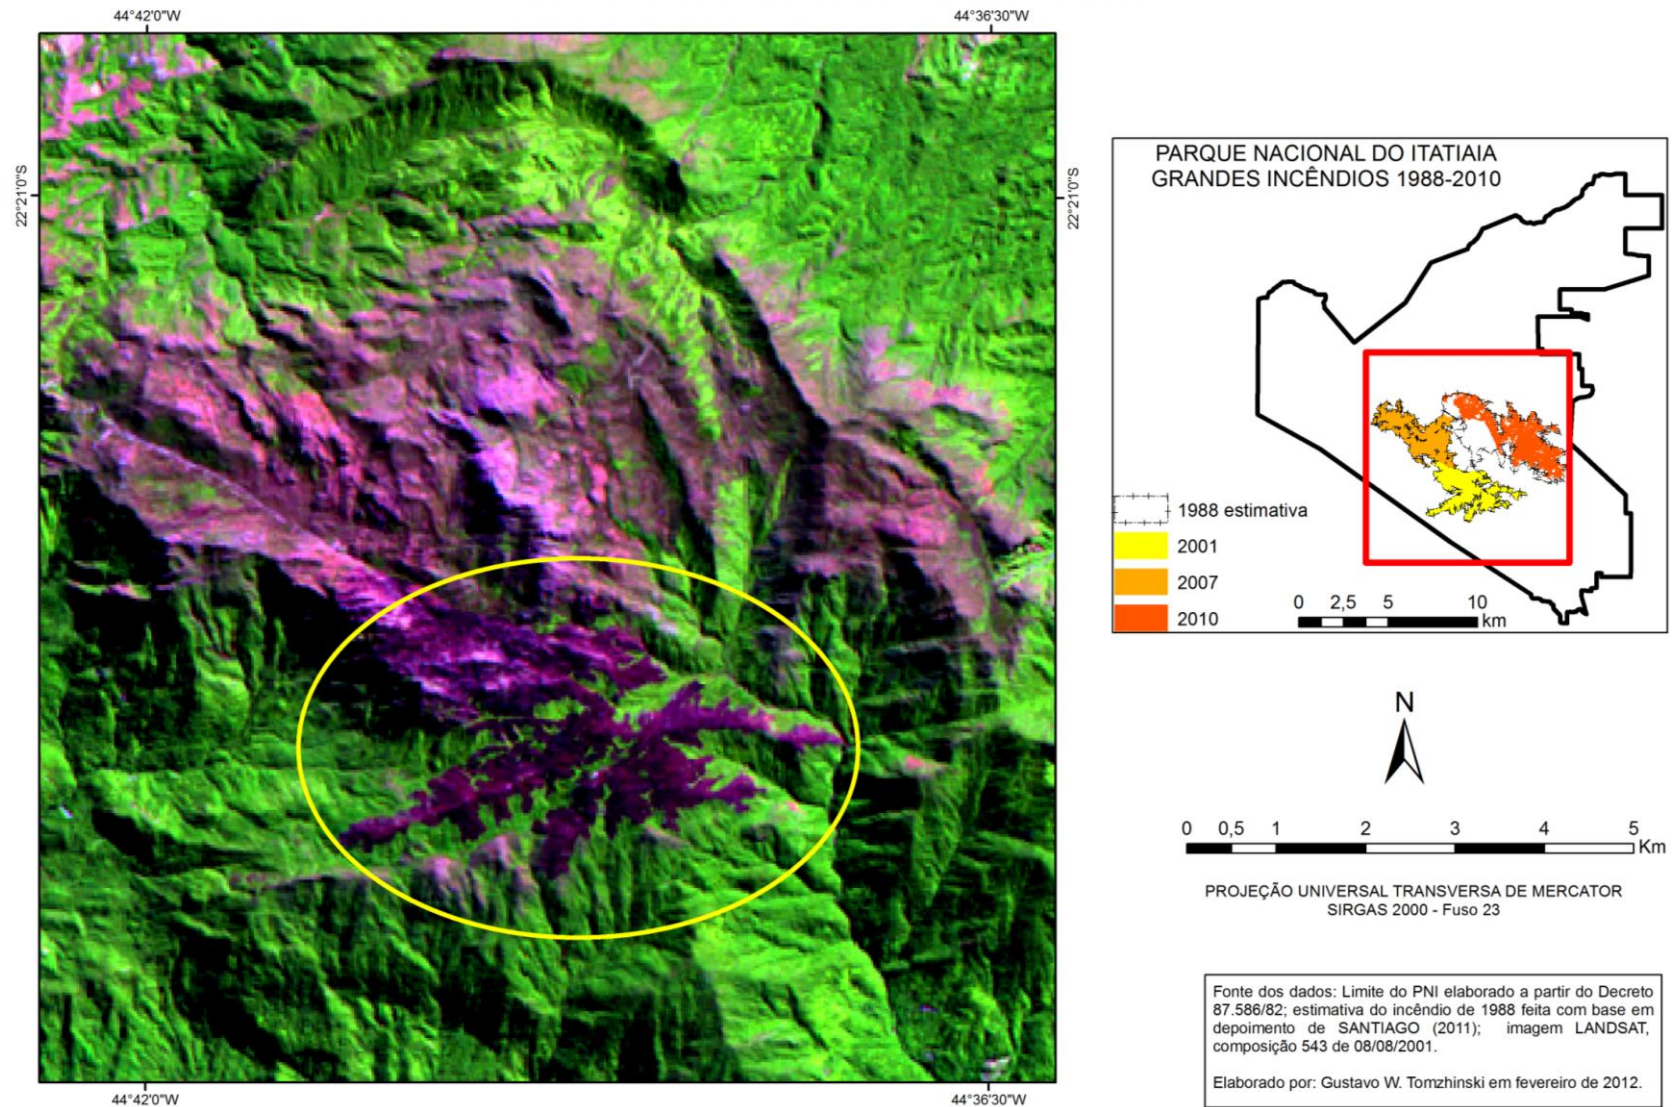 44°42'0"W
44°36'30"W
22°21'0"S
22°21'0"S
44°42'0"W
44°36'30"W
PARQUE NACIONAL DO ITATIAIA
GRANDES INCÊNDIOS 1988-2010
1988 estimativa
2001
2007
2010
0 2,5 5 10
km
N
0 0,5 1 2 3 4 5
Km
PROJEÇÃO UNIVERSAL TRANSVERSA DE MERCATOR
SIRGAS 2000 - Fuso 23
Fonte dos dados: Limite do PNI elaborado a partir do Decreto
87.586/82; estimativa do incêndio de 1988 feita com base em
depoimento de SANTIAGO (2011); imagem LANDSAT,
composição 543 de 08/08/2001.
Elaborado por: Gustavo W. Tomzhinski em fevereiro de 2012.